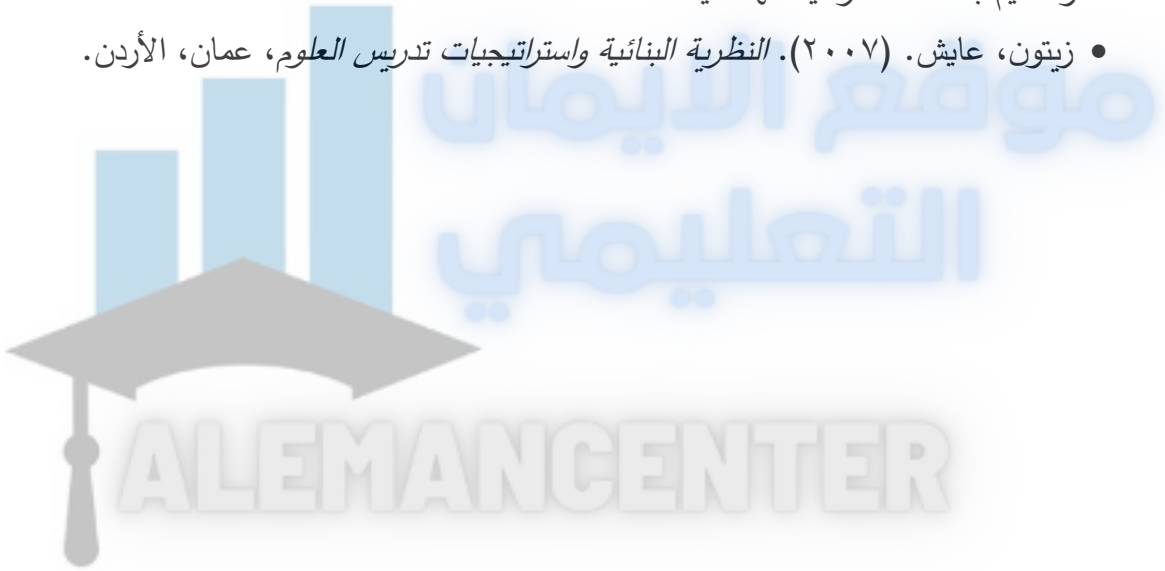 • زيتون، عايش. (٢٠٠٧). النظرية البنائية واستراتيجيات تدريس العلوم، عمان، الأردن.
موقع الايمان
التعليمي
ALEMANCENTER